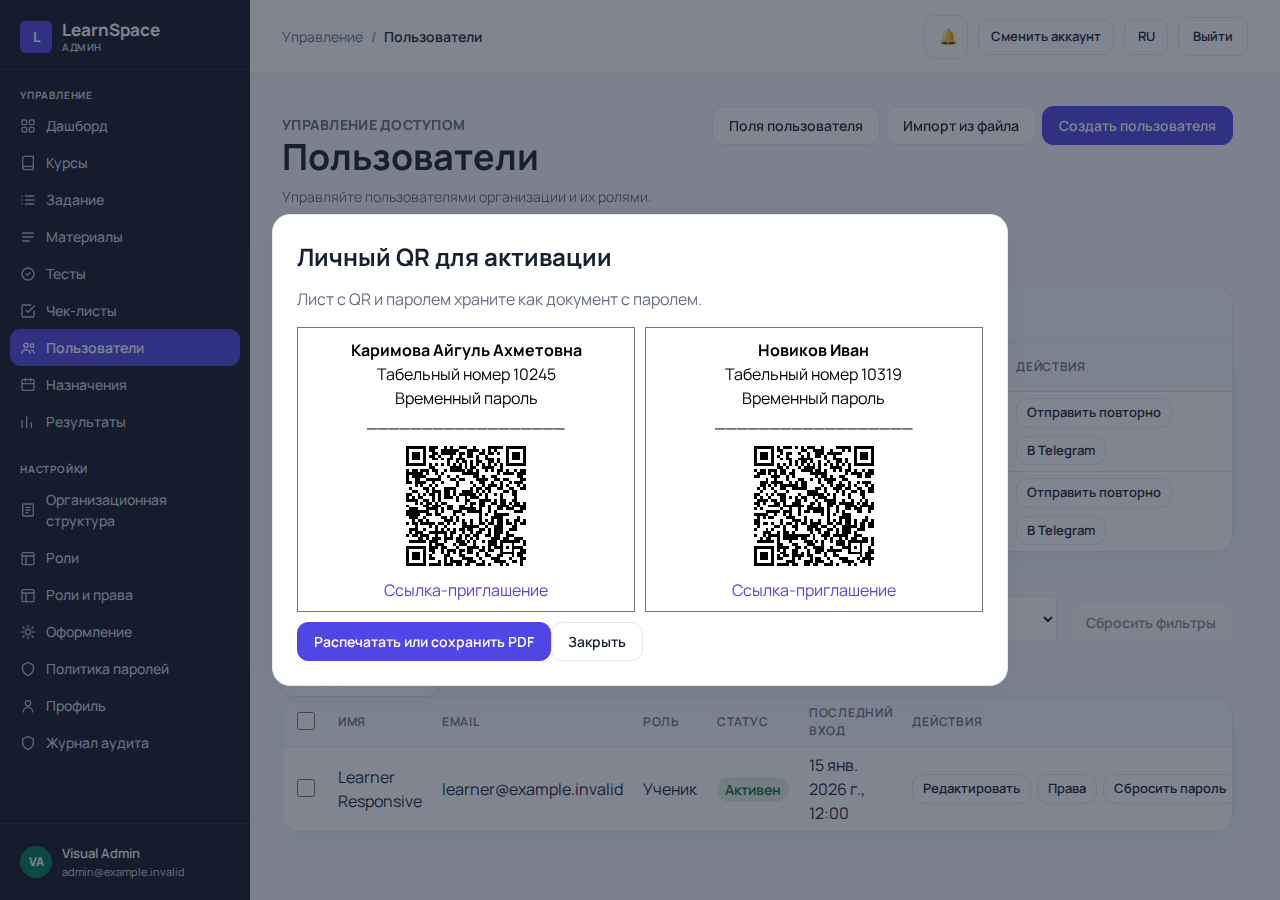 L
LearnSpace
АДМИН
УПРАВЛЕНИЕ
Дашборд
Курсы
Задание
Материалы
Тесты
Чек-листы
Пользователи
Назначения
Результаты
НАСТРОЙКИ
Организационная
структура
Роли
Роли и права
Оформление
Политика паролей
Профиль
Журнал аудита
VA
Visual Admin
admin@example.invalid
Управление / Пользователи
Сменить аккаунт
RU
Выйти
УПРАВЛЕНИЕ ДОСТУПОМ
Пользователи
Управляйте пользователями организации и их ролями.
Поля пользователя
Импорт из файла
Создать пользователя
Личный QR для активации
Лист с QR и паролем храните как документ с паролем.
Каримова Айгуль Ахметовна
Табельный номер 10245
Временный пароль
__________________
Ссылка-приглашение
Новиков Иван
Табельный номер 10319
Временный пароль
__________________
Ссылка-приглашение
Распечатать или сохранить PDF
Закрыть
ДЕЙСТВИЯ
Отправить повторно
В Telegram
Отправить повторно
В Telegram
Сбросить фильтры
ИМЯ
EMAIL
РОЛЬ
СТАТУС
ПОСЛЕДНИЙ
ВХОД
ДЕЙСТВИЯ
Learner
Responsive
learner@example.invalid
Ученик
Активен
15 янв.
2026 г.,
12:00
Редактировать
Права
Сбросить пароль